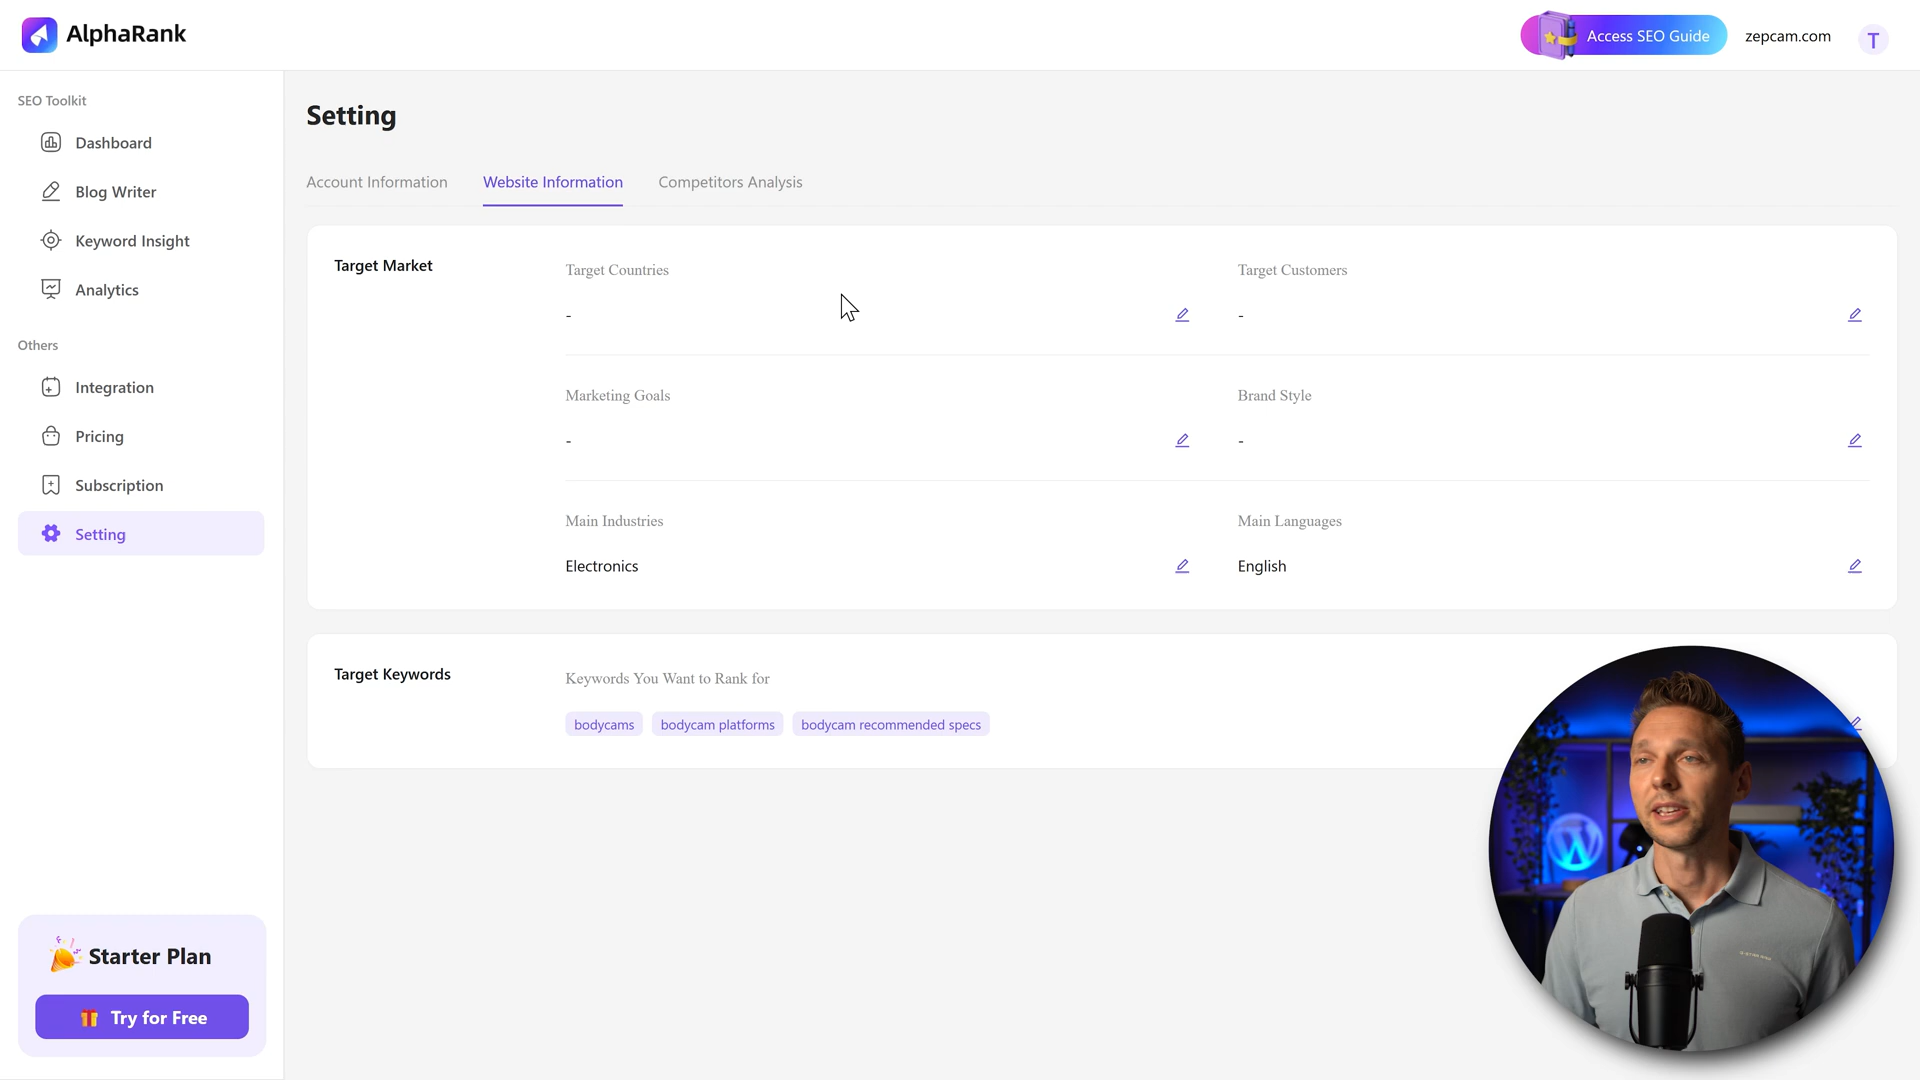 AlphaRank
Access SEO Guide
zepcam.com
T
SEO Toolkit
Dashboard
Blog Writer
Keyword Insight
Analytics
Others
Integration
Pricing
Subscription
Setting
Starter Plan
Try for Free
Setting
Account Information
Website Information
Competitors Analysis
Target Market
Target Countries
-
Target Customers
-
Marketing Goals
-
Brand Style
-
Main Industries
Electronics
Main Languages
English
Target Keywords
Keywords You Want to Rank for
bodycams
bodycam platforms
bodycam recommended specs